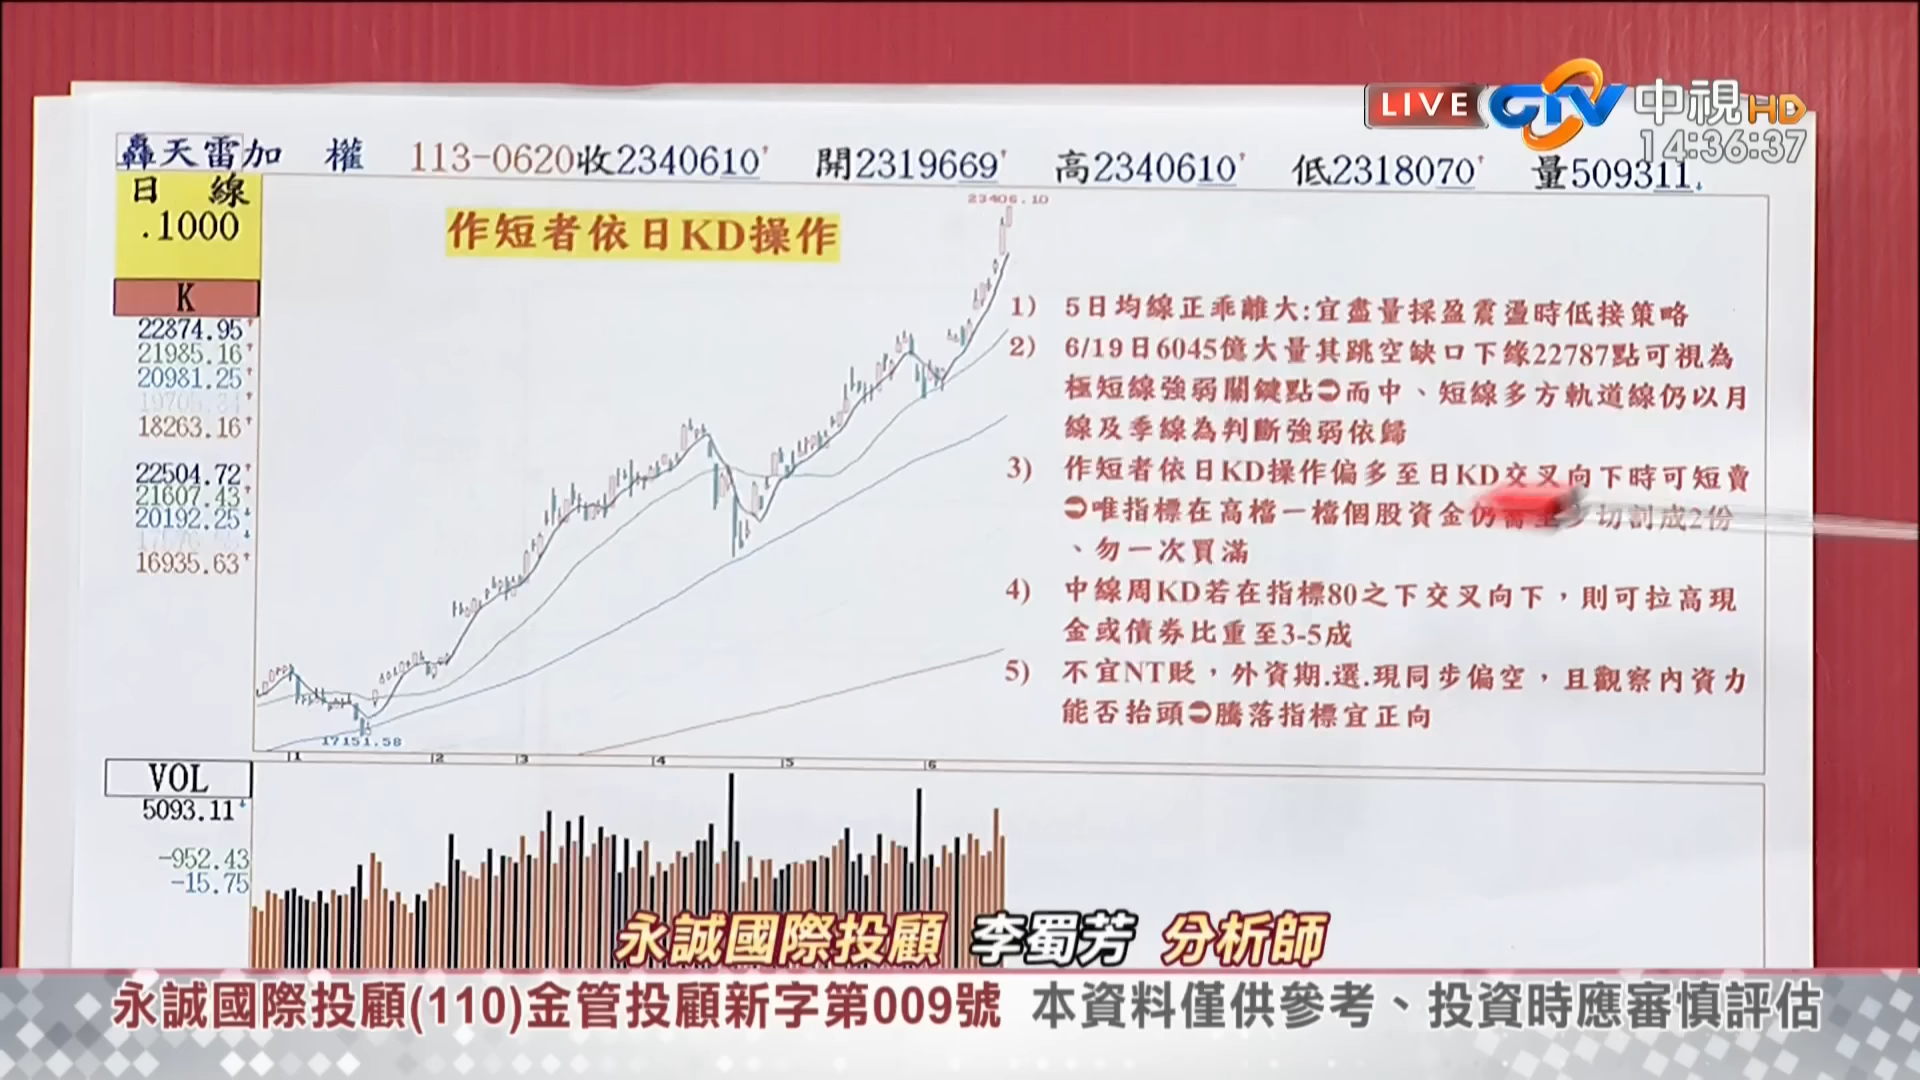 LIVE CTV 中視HD
14:36:37
轟天雷加 權 113-0620收2340610 開2319669 高2340610 低2318070 量509311
日 線
.1000
作短者依日KD操作
23406.10
K
22874.95
21985.16
20981.25
18263.16
22504.72
21607.43
20192.25
16935.63
1) 5日均線正乖離大:宜盡量採盈震盪時低接策略
2) 6/19日6045億大量其跳空缺口下緣22787點可視為
極短線強弱關鍵點➲而中、短線多方軌道線仍以月
線及季線為判斷強弱依歸
3) 作短者依日KD操作偏多至日KD交叉向下時可短賣
➲唯指標在高檔一檔個股資金仍 切割成2份
、勿一次買滿
4) 中線周KD若在指標80之下交叉向下,則可拉高現
金或債券比重至3-5成
5) 不宜NT貶,外資期.選.現同步偏空,且觀察內資力
能否抬頭➲騰落指標宜正向
17151.58
1 2 3 4 5 6
VOL
5093.11
-952.43
-15.75
永誠國際投顧 李蜀芳 分析師
永誠國際投顧(110)金管投顧新字第009號 本資料僅供參考、投資時應審慎評估